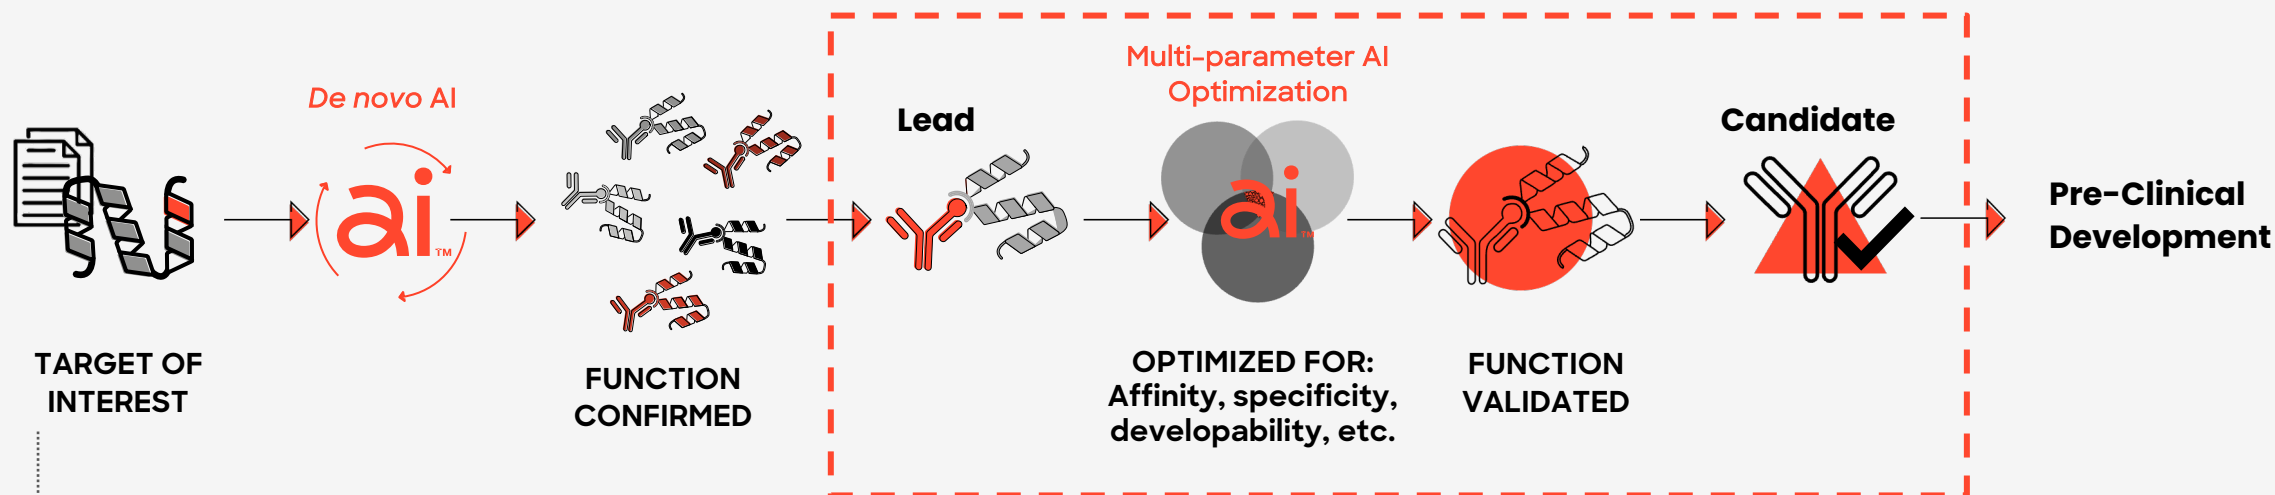 De novo AI
ai™
TARGET OF
INTEREST
FUNCTION
CONFIRMED
Lead
Multi-parameter AI
Optimization
ai™
OPTIMIZED FOR:
Affinity, specificity,
developability, etc.
FUNCTION
VALIDATED
Candidate
Pre-Clinical
Development